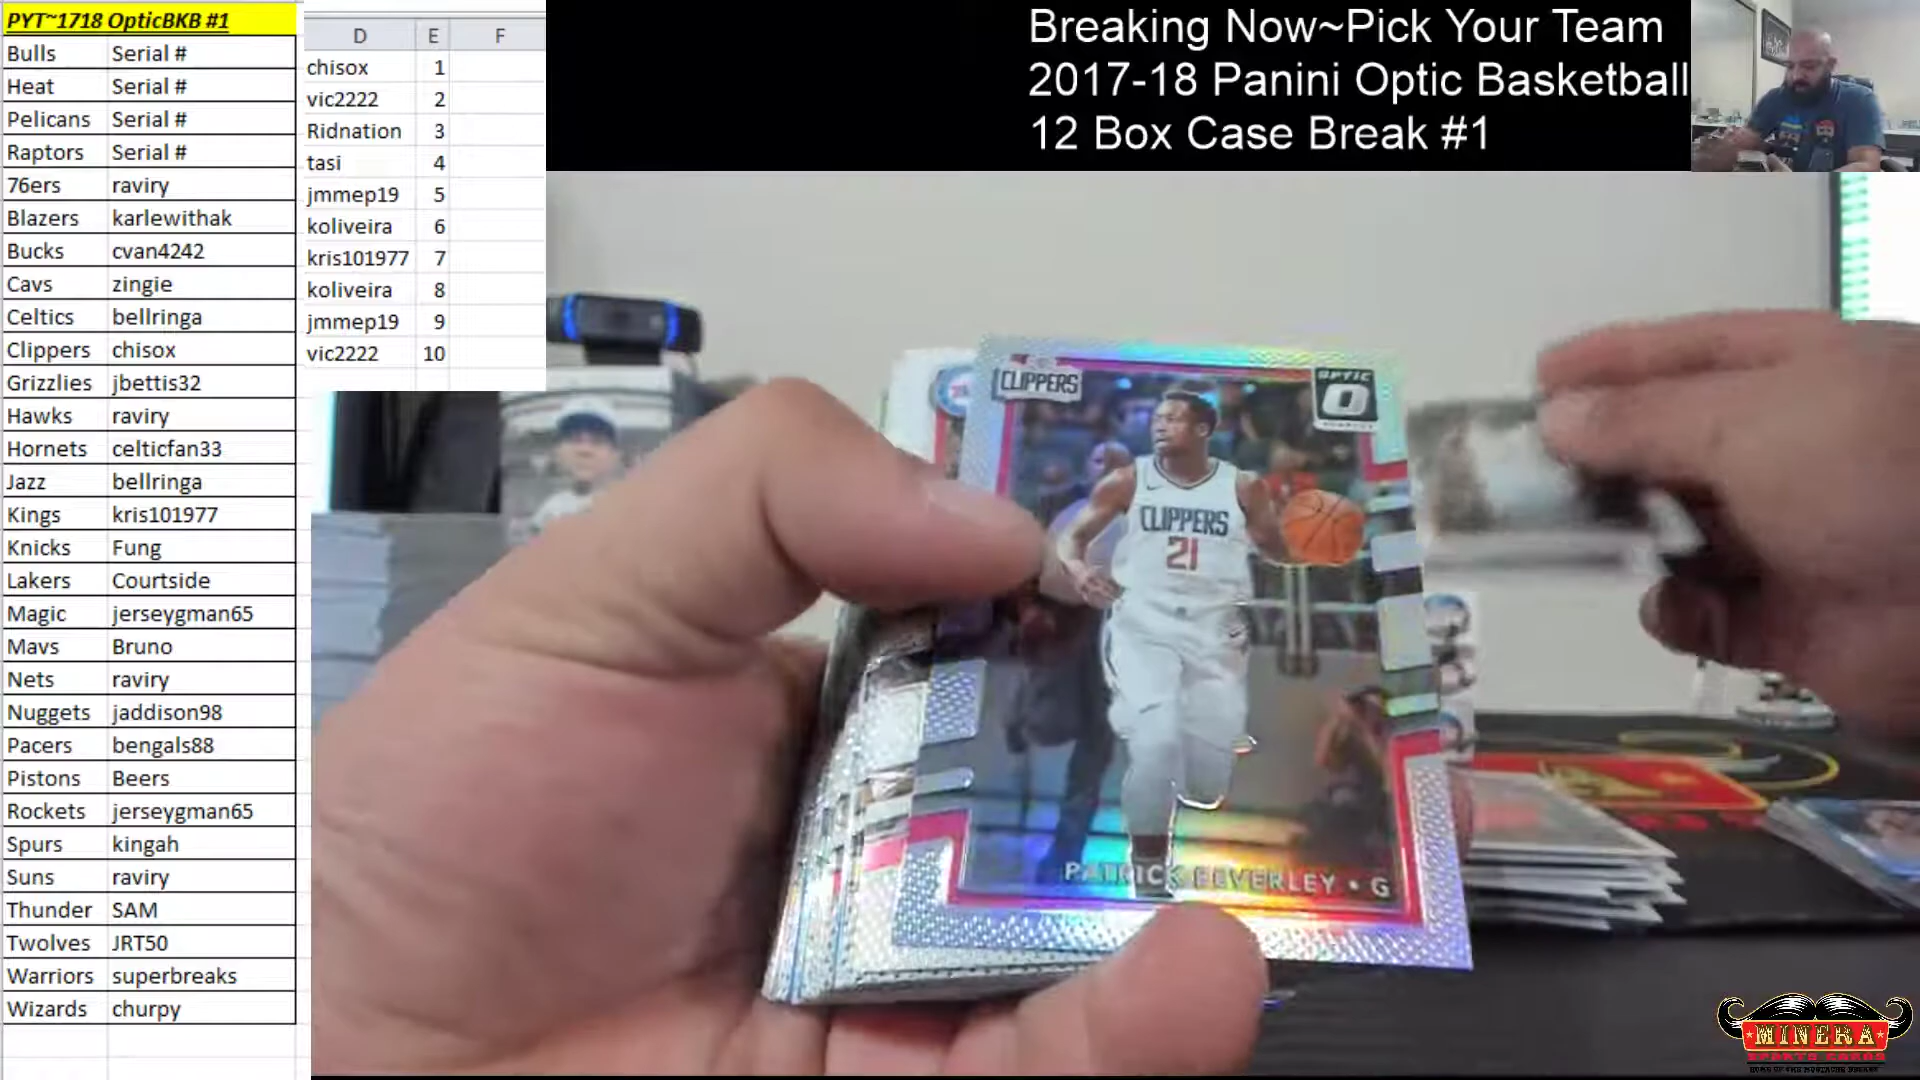 PYT~1718 OpticBKB #1
Bulls Serial #
Heat Serial #
Pelicans Serial #
Raptors Serial #
76ers raviry
Blazers karlewithak
Bucks cvan4242
Cavs zingie
Celtics bellringa
Clippers chisox
Grizzlies jbettis32
Hawks raviry
Hornets celticfan33
Jazz bellringa
Kings kris101977
Knicks Fung
Lakers Courtside
Magic jerseygman65
Mavs Bruno
Nets raviry
Nuggets jaddison98
Pacers bengals88
Pistons Beers
Rockets jerseygman65
Spurs kingah
Suns raviry
Thunder SAM
Twolves JRT50
Warriors superbreaks
Wizards churpy
D E F
chisox 1
vic2222 2
Ridnation 3
tasi 4
jmmep19 5
koliveira 6
kris101977 7
koliveira 8
jmmep19 9
vic2222 10
Breaking Now~Pick Your Team
2017-18 Panini Optic Basketball
12 Box Case Break #1
CLIPPERS
OPTIC
CLIPPERS
21
PATRICK BEVERLEY • G
MINERA
SPORTS CARDS